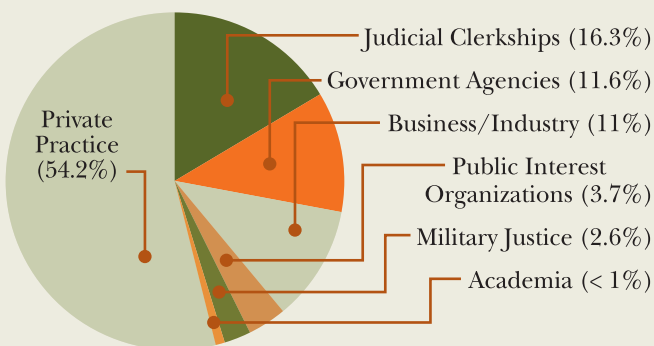 Judicial Clerkships (16.3%)
Government Agencies (11.6%)
Business/Industry (11%)
Public Interest
Organizations (3.7%)
Military Justice (2.6%)
Academia (< 1%)
Private
Practice
(54.2%)